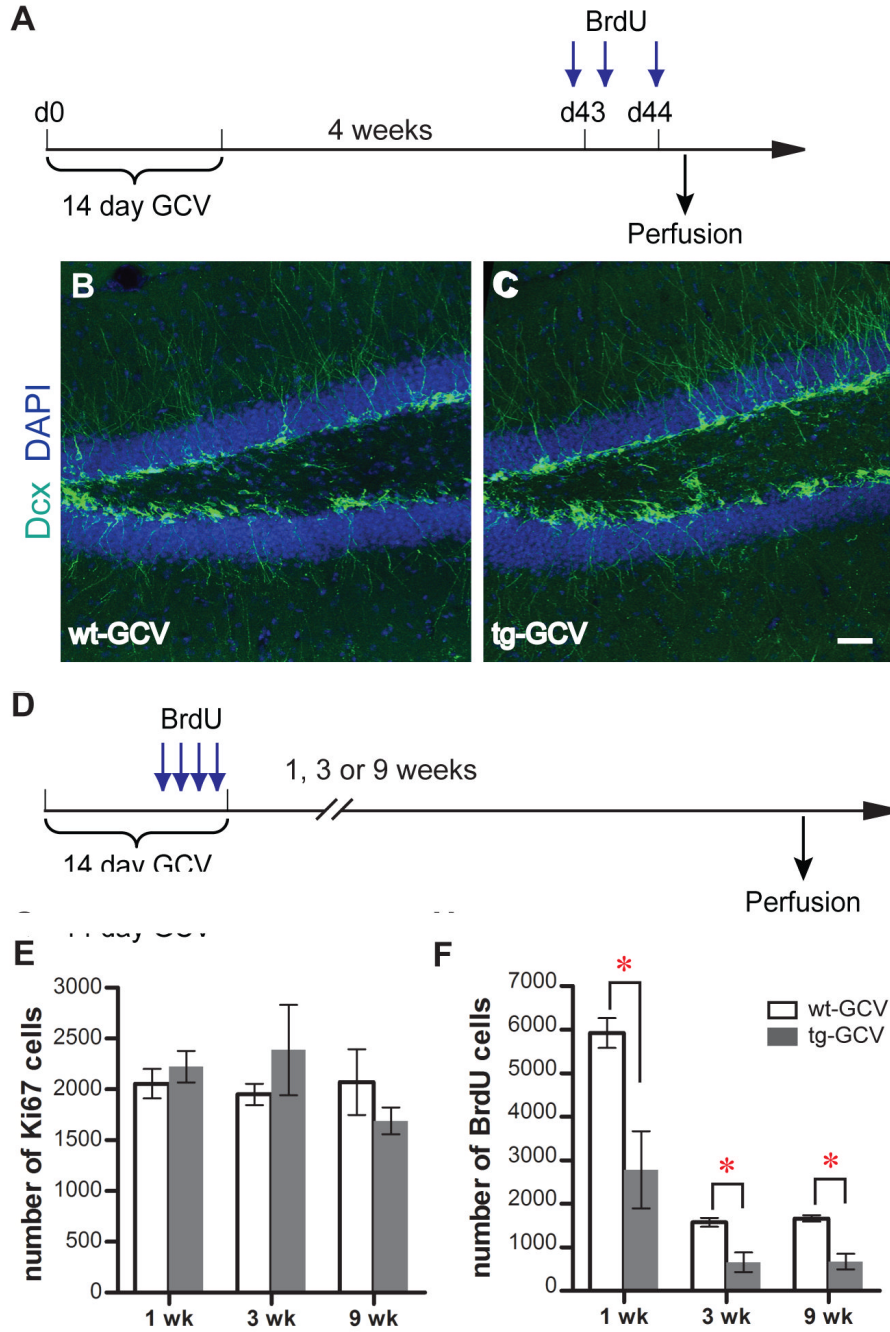 A
BrdU
d0
4 weeks
d43
d44
14 day GCV
Perfusion
Dcx DAPI
B
wt-GCV
C
tg-GCV
D
BrdU
1, 3 or 9 weeks
14 day GCV
Perfusion
14 day GCV
E
number of Ki67 cells
3000
2500
2000
1500
1000
500
0
1 wk
3 wk
9 wk
F
number of BrdU cells
7000
6000
5000
4000
3000
2000
1000
0
*
*
*
wt-GCV
tg-GCV
1 wk
3 wk
9 wk